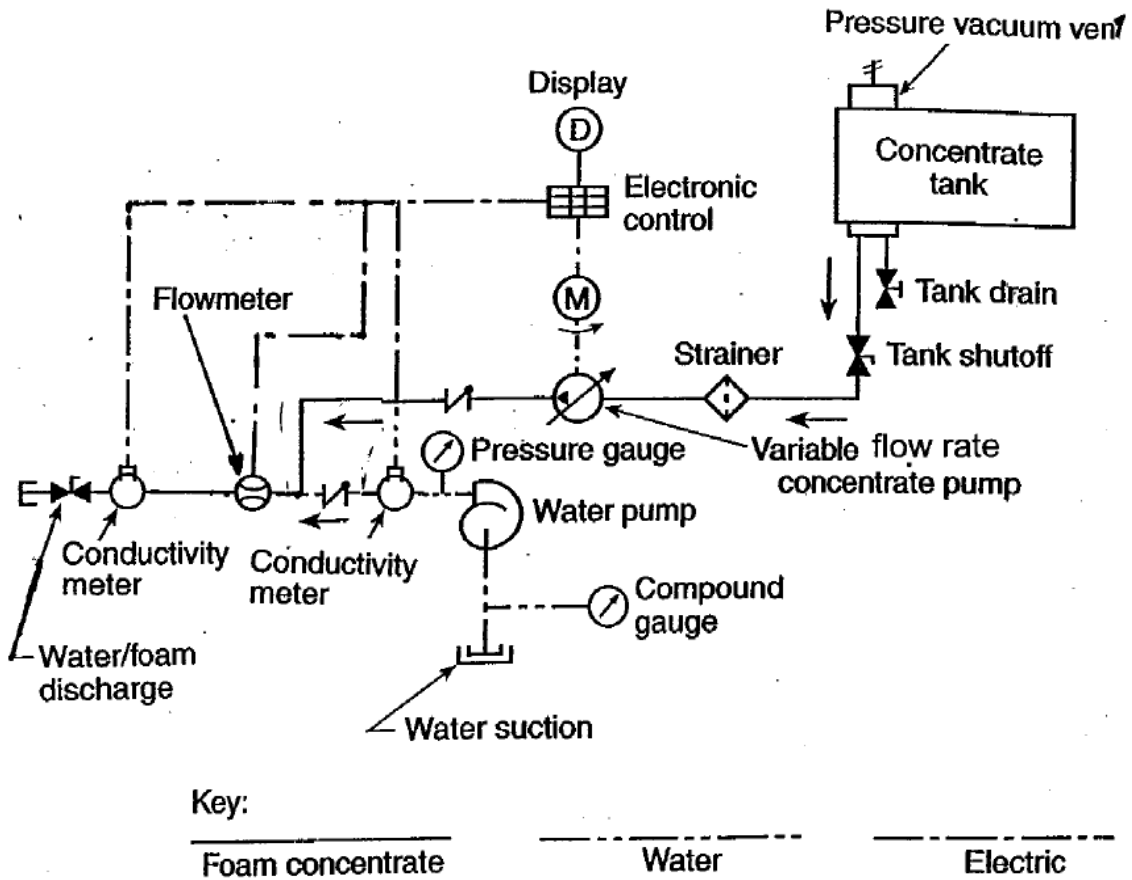 Pressure vacuum vent
Display
D
Concentrate
tank
Electronic
control
Flowmeter
M
Tank drain
Strainer
Tank shutoff
Pressure gauge
Variable flow rate
concentrate pump
Water pump
Conductivity
meter
Conductivity
meter
Compound
gauge
Water/foam
discharge
Water suction
Key:
Foam concentrate
Water
Electric